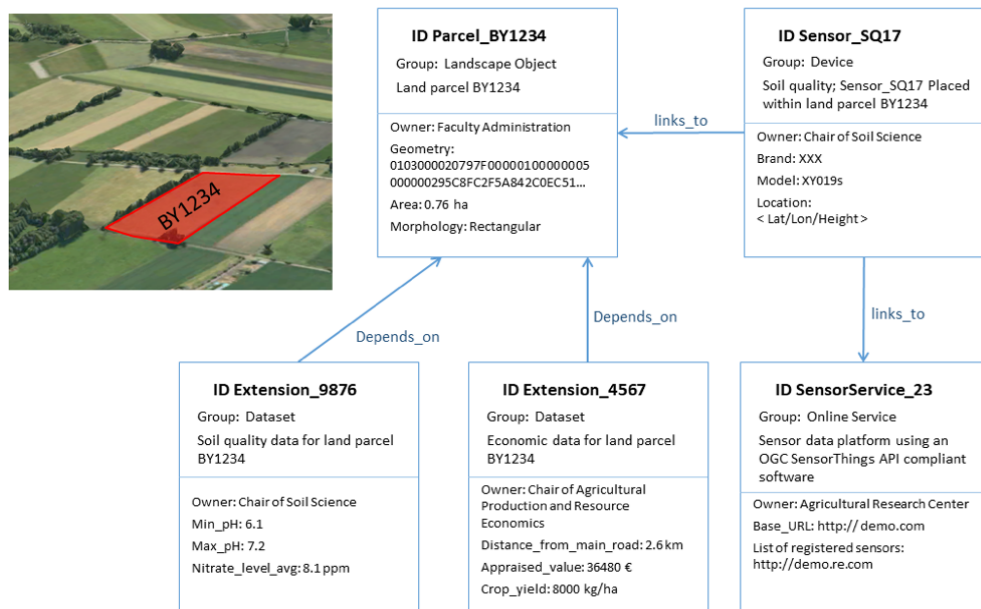 BY1234
ID Parcel_BY1234
Group: Landscape Object
Land parcel BY1234
Owner: Faculty Administration
Geometry:
0103000020797F00000100000005
000000295C8FC2F5A842C0EC51...
Area: 0.76 ha
Morphology: Rectangular
links_to
ID Sensor_SQ17
Group: Device
Soil quality; Sensor_SQ17 Placed
within land parcel BY1234
Owner: Chair of Soil Science
Brand: XXX
Model: XY019s
Location:
< Lat/Lon/Height >
Depends_on
Depends_on
links_to
ID Extension_9876
Group: Dataset
Soil quality data for land parcel
BY1234
Owner: Chair of Soil Science
Min_pH: 6.1
Max_pH: 7.2
Nitrate_level_avg: 8.1 ppm
ID Extension_4567
Group: Dataset
Economic data for land parcel
BY1234
Owner: Chair of Agricultural
Production and Resource
Economics
Distance_from_main_road: 2.6 km
Appraised_value: 36480 €
Crop_yield: 8000 kg/ha
ID SensorService_23
Group: Online Service
Sensor data platform using an
OGC SensorThings API compliant
software
Owner: Agricultural Research Center
Base_URL: http:// demo.com
List of registered sensors:
http://demo.re.com